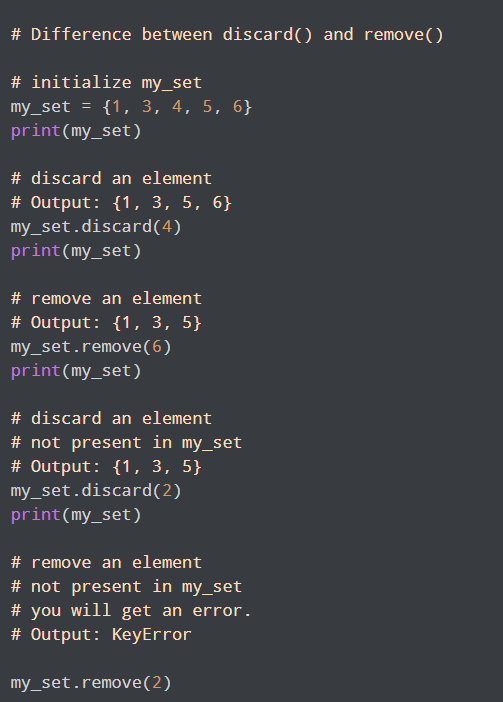 # Difference between discard() and remove()
# initialize my_set
my_set = {1, 3, 4, 5, 6}
print(my_set)
# discard an element
# Output: {1, 3, 5, 6}
my_set.discard(4)
print(my_set)
# remove an element
# Output: {1, 3, 5}
my_set.remove(6)
print(my_set)
# discard an element
# not present in my_set
# Output: {1, 3, 5}
my_set.discard(2)
print(my_set)
# remove an element
# not present in my_set
# you will get an error.
# Output: KeyError
my_set.remove(2)